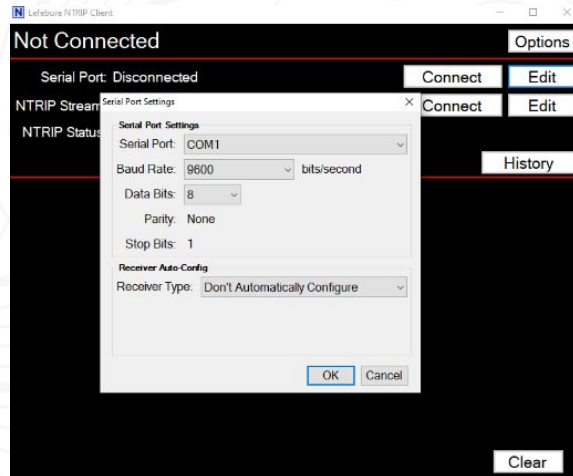 N Lefebure NTRIP Client
Not Connected
Options
Serial Port: Disconnected
Connect
Edit
NTRIP Stream
Connect
Edit
NTRIP Status
History
Serial Port Settings
Serial Port Settings
Serial Port: COM1
Baud Rate: 9600 bits/second
Data Bits: 8
Parity: None
Stop Bits: 1
Receiver Auto-Config
Receiver Type: Don't Automatically Configure
OK
Cancel
Clear